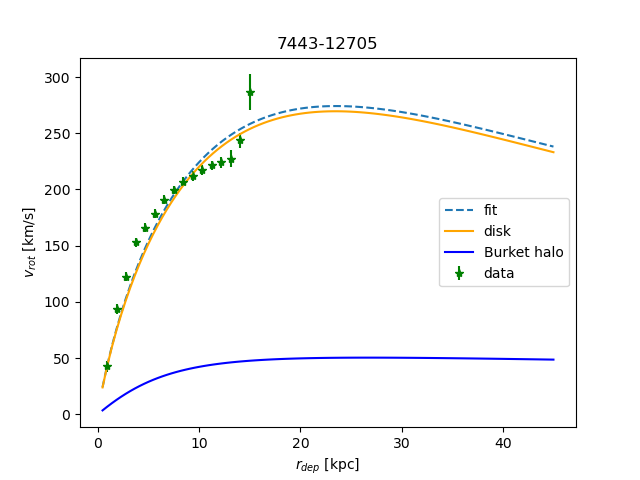 7443-12705
300
250
200
150
100
50
0
v_rot [km/s]
fit
disk
Burket halo
data
0 10 20 30 40
r_dep [kpc]